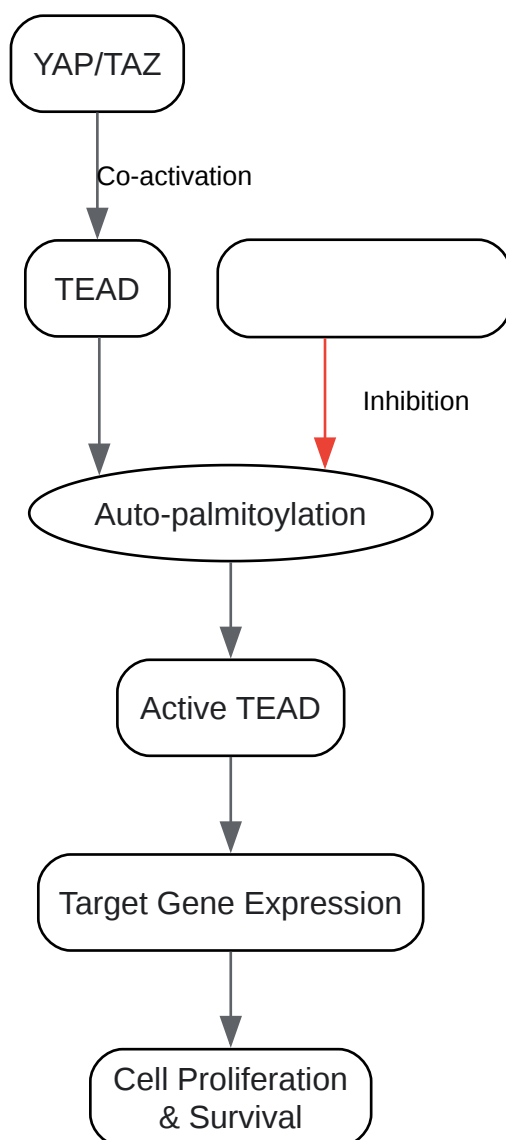 YAP/TAZ
Co-activation
TEAD
Inhibition
Auto-palmitoylation
Active TEAD
Target Gene Expression
Cell Proliferation
& Survival